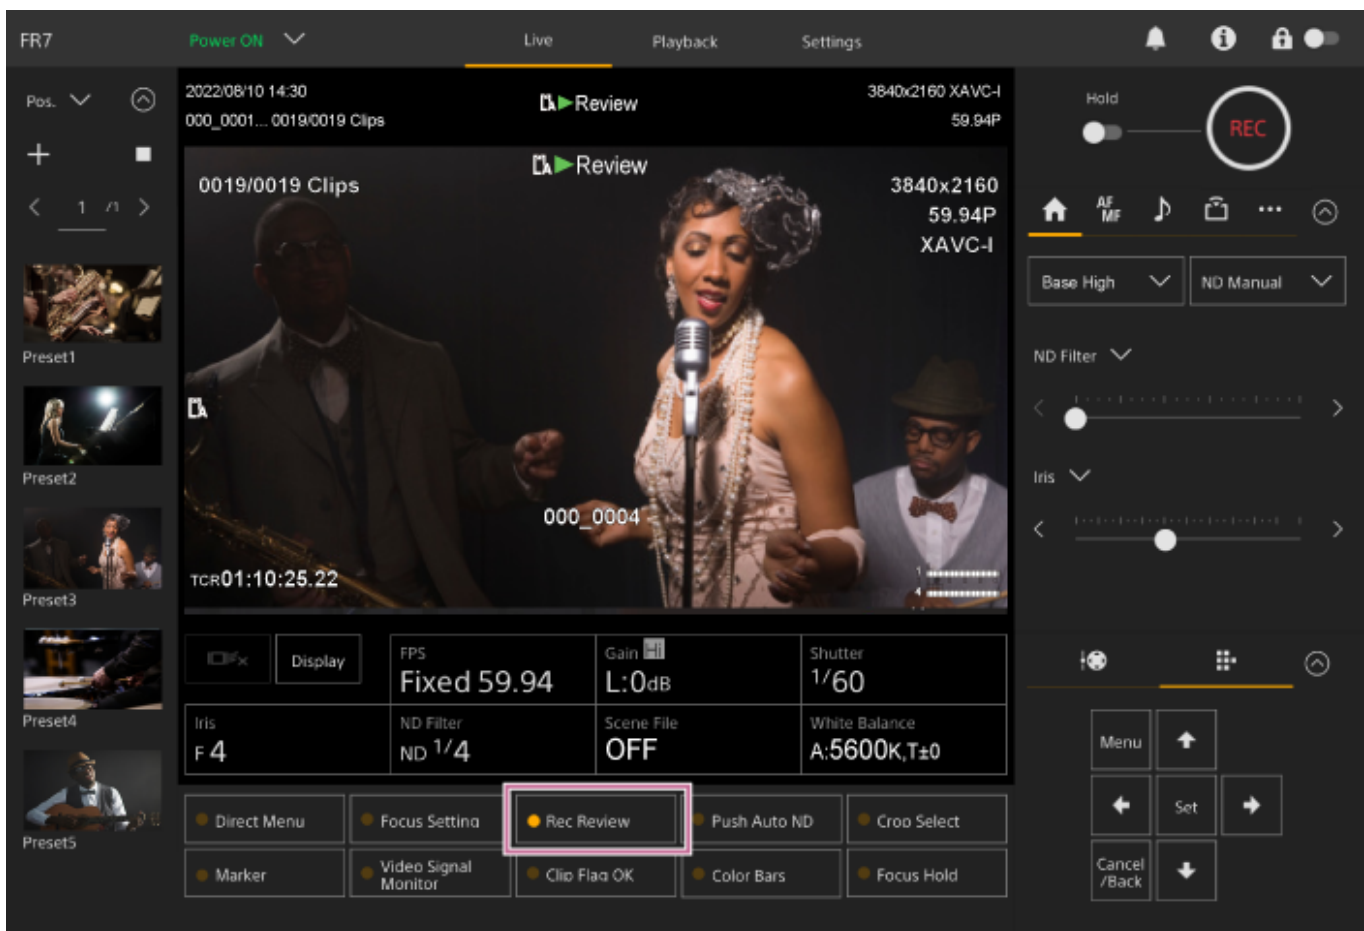 FR7
Power ON
Live
Playback
Settings
Pos.
1 /1
Preset1
Preset2
Preset3
Preset4
Preset5
2022/08/10 14:30
000_0001... 0019/0019 Clips
Review
3840x2160 XAVC-I
59.94P
Review
0019/0019 Clips
3840x2160
59.94P
XAVC-I
000_0004
TCR01:10:25.22
1
4
Display
FPS
Fixed 59.94
Gain Hi
L:0dB
Shutter
1/60
Iris
F 4
ND Filter
ND 1/4
Scene File
OFF
White Balance
A:5600K,T±0
Direct Menu
Focus Setting
Rec Review
Push Auto ND
Crop Select
Marker
Video Signal
Monitor
Clip Flag OK
Color Bars
Focus Hold
Hold
REC
AF
MF
Base High
ND Manual
ND Filter
Iris
Menu
Set
Cancel
/Back